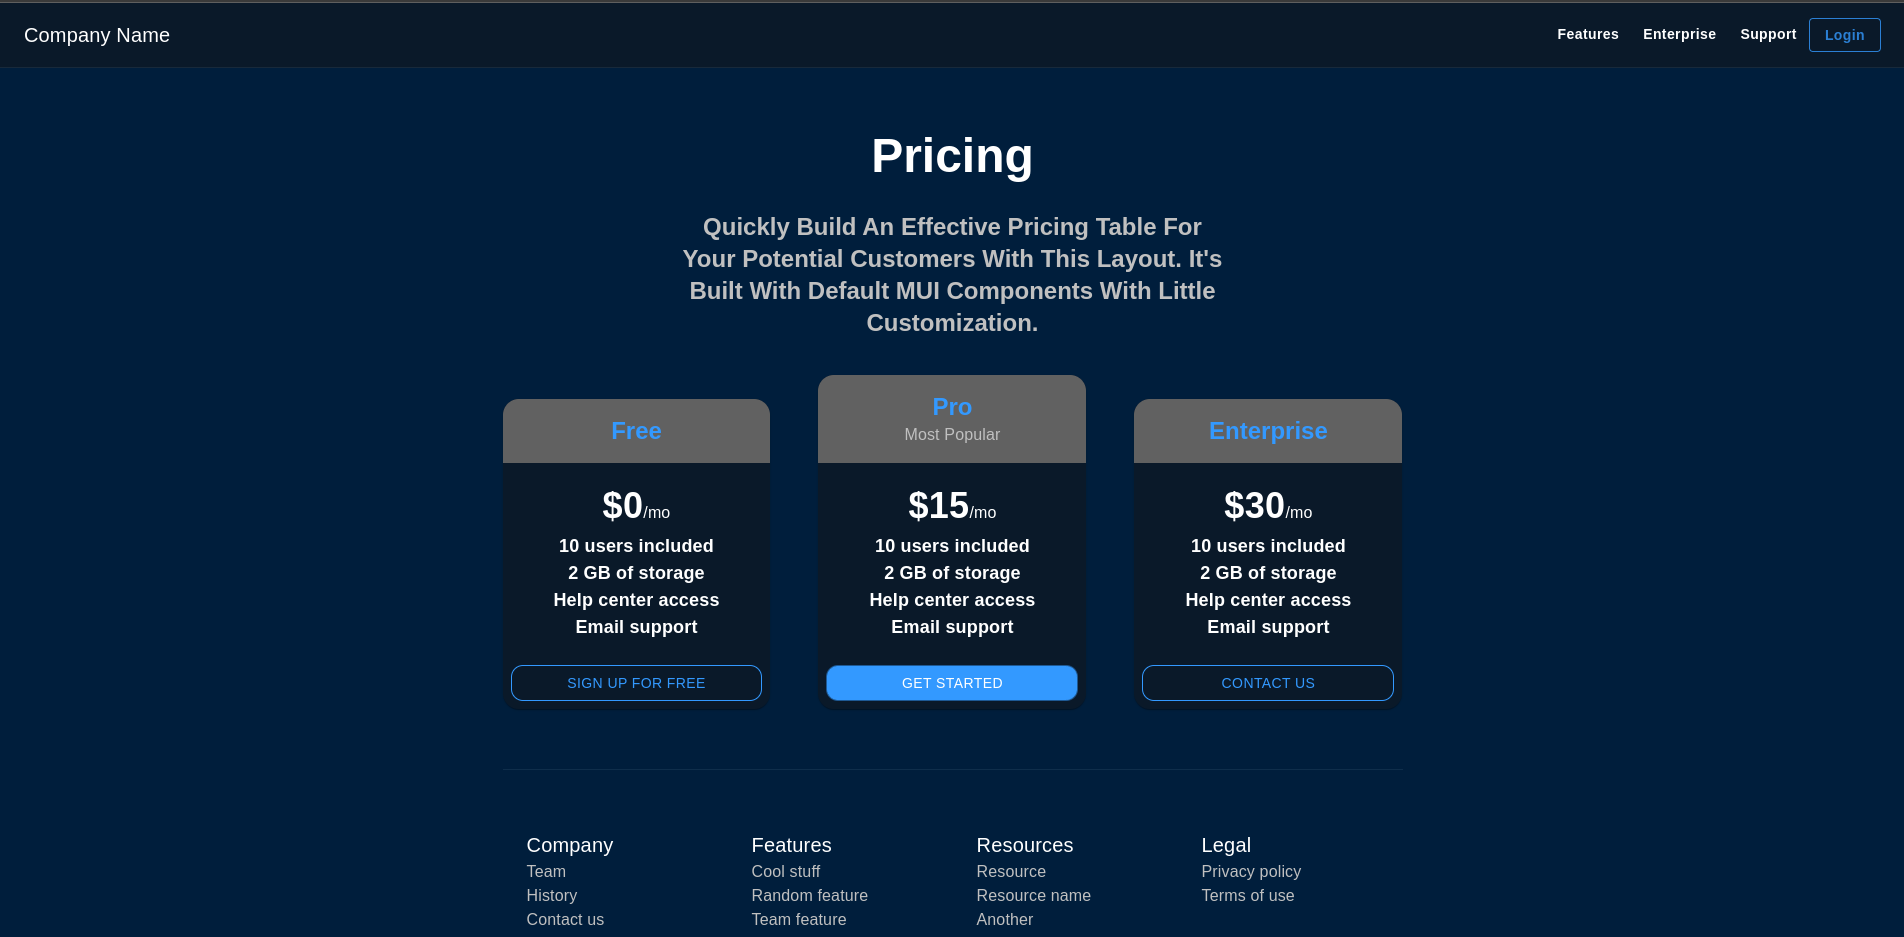 Company Name
Features Enterprise Support Login
Pricing
Quickly Build An Effective Pricing Table For
Your Potential Customers With This Layout. It's
Built With Default MUI Components With Little
Customization.
Free
$0/mo
10 users included
2 GB of storage
Help center access
Email support
SIGN UP FOR FREE
Pro
Most Popular
$15/mo
10 users included
2 GB of storage
Help center access
Email support
GET STARTED
Enterprise
$30/mo
10 users included
2 GB of storage
Help center access
Email support
CONTACT US
Company
Team
History
Contact us
Features
Cool stuff
Random feature
Team feature
Resources
Resource
Resource name
Another
Legal
Privacy policy
Terms of use